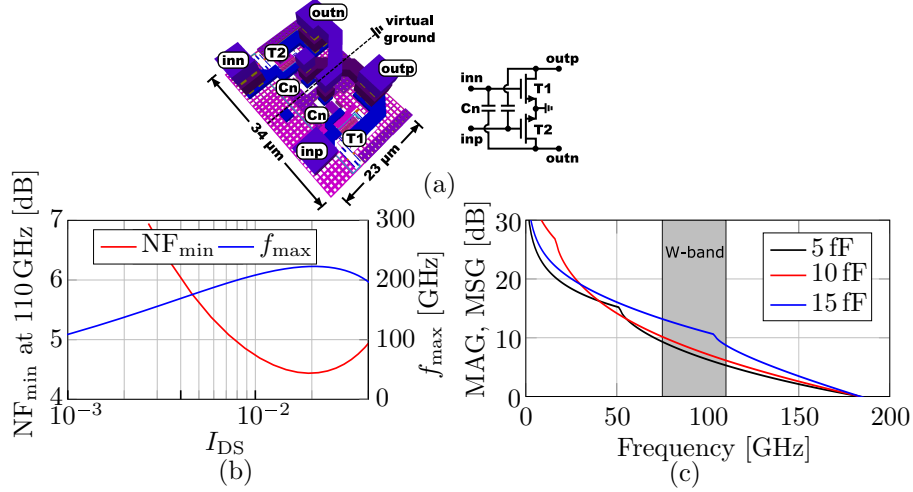 outn
virtual
ground
T2
inn
outp
Cn
Cn
T1
inp
34 µm
23 µm
outp
inn
T1
Cn
inp
T2
outn
(a)
NFmin at 110 GHz [dB]
7
6
5
4
NFmin
fmax
300
200
100
0
fmax [GHz]
10⁻³
10⁻²
IDS
(b)
MAG, MSG [dB]
30
20
10
0
W-band
5 fF
10 fF
15 fF
0
50
100
150
200
Frequency [GHz]
(c)